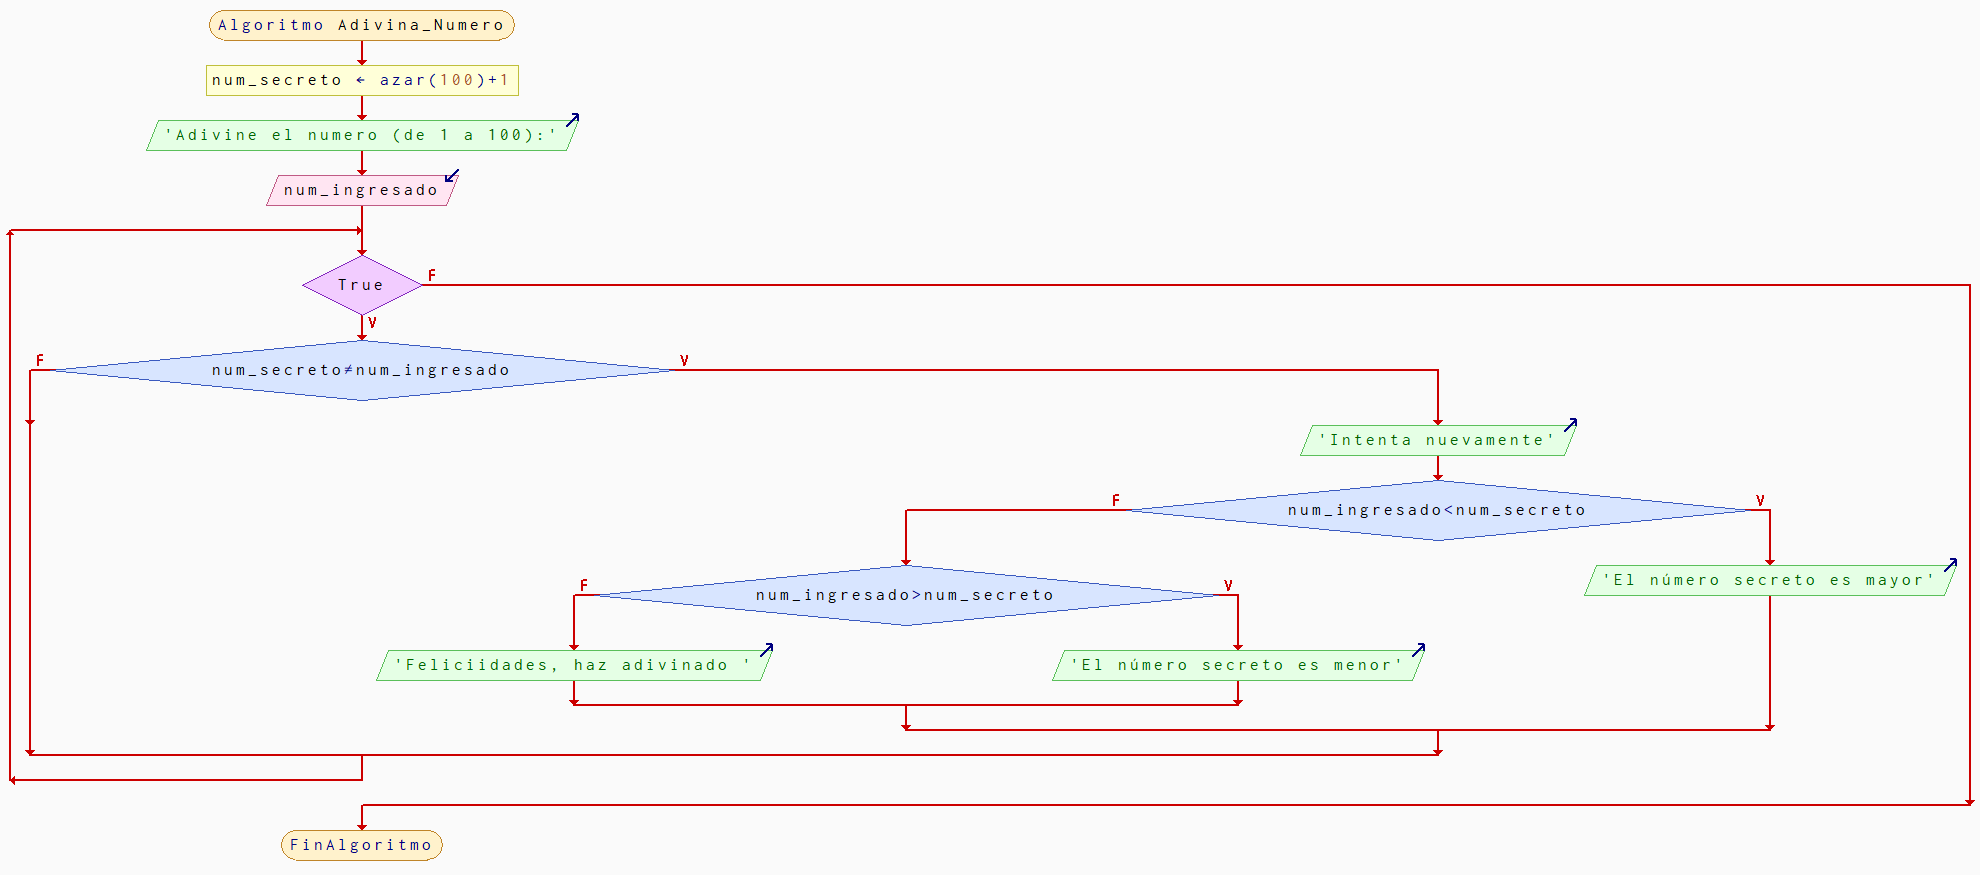 Algoritmo Adivina_Numero
num_secreto ← azar(100)+1
'Adivine el numero (de 1 a 100):'
num_ingresado
True
F
V
F
num_secreto≠num_ingresado
V
'Intenta nuevamente'
F
num_ingresado<num_secreto
V
'El número secreto es mayor'
F
num_ingresado>num_secreto
V
'Feliciidades, haz adivinado '
'El número secreto es menor'
FinAlgoritmo